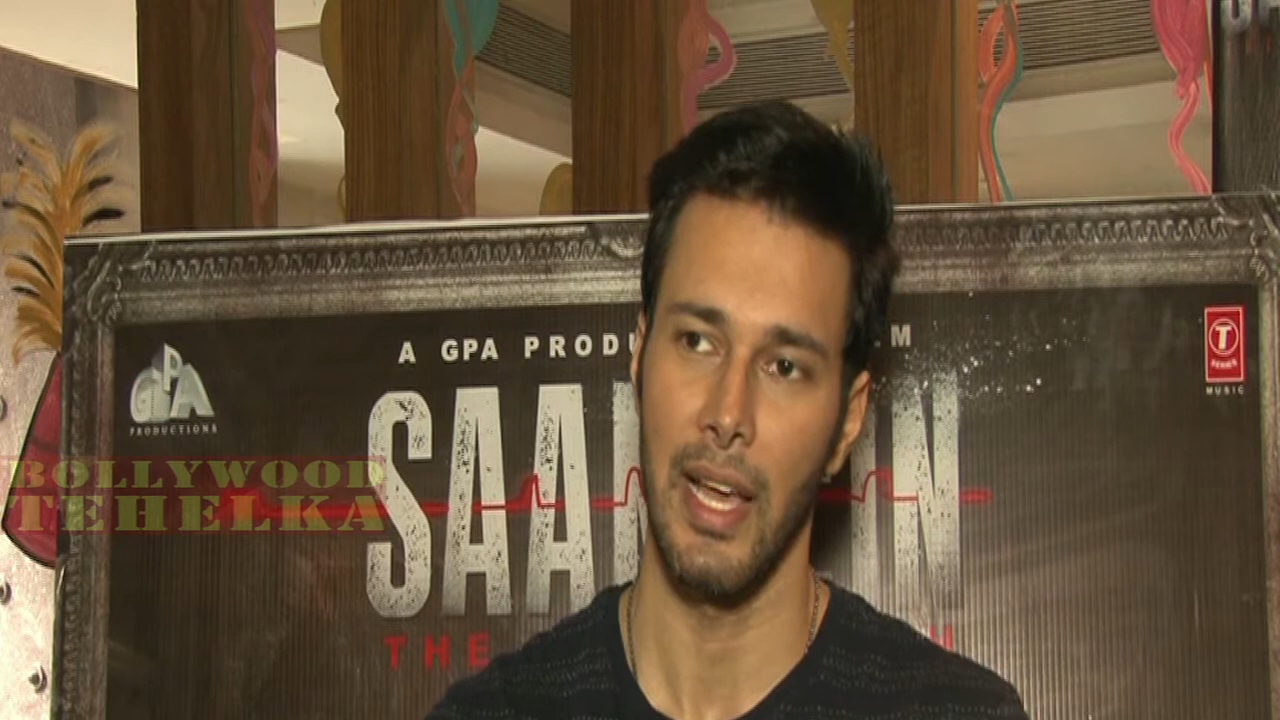 A GPA PRODU M
GPA
PRODUCTIONS
T
SERIES
MUSIC
SAA N
THE H
BOLLYWOOD
TEHELKA